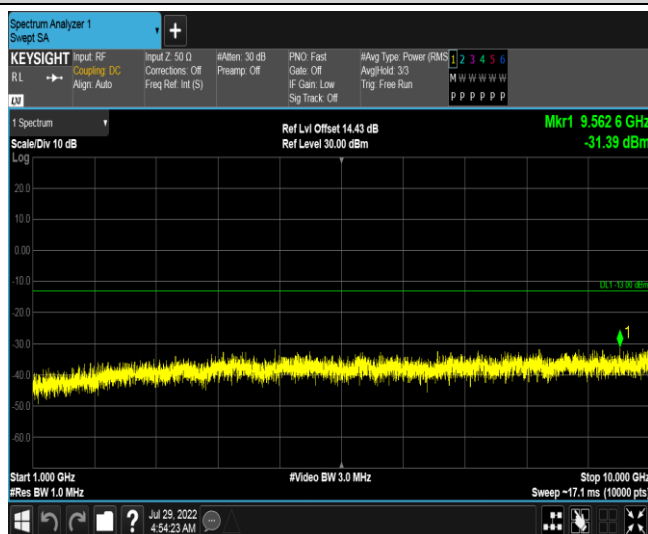 Spectrum Analyzer 1
Swept SA
+
KEYSIGHT
RL
LXI
Input: RF
Coupling: DC
Align: Auto
Input Z: 50 Ω
Corrections: Off
Freq Ref: Int (S)
#Atten: 30 dB
Preamp: Off
PNO: Fast
Gate: Off
IF Gain: Low
Sig Track: Off
#Avg Type: Power (RMS
Avg|Hold: 3/3
Trig: Free Run
1 2 3 4 5 6
M W W W W W
P P P P P P
1 Spectrum
Scale/Div 10 dB
Log
Ref Lvl Offset 14.43 dB
Ref Level 30.00 dBm
Mkr1 9.562 6 GHz
-31.39 dBm
20.0
10.0
0.00
-10.0
DL1 -13.00 dBm
-20.0
-30.0
1
-40.0
-50.0
-60.0
Start 1.000 GHz
#Res BW 1.0 MHz
#Video BW 3.0 MHz
Stop 10.000 GHz
Sweep ~17.1 ms (10000 pts)
?
Jul 29, 2022
4:54:23 AM